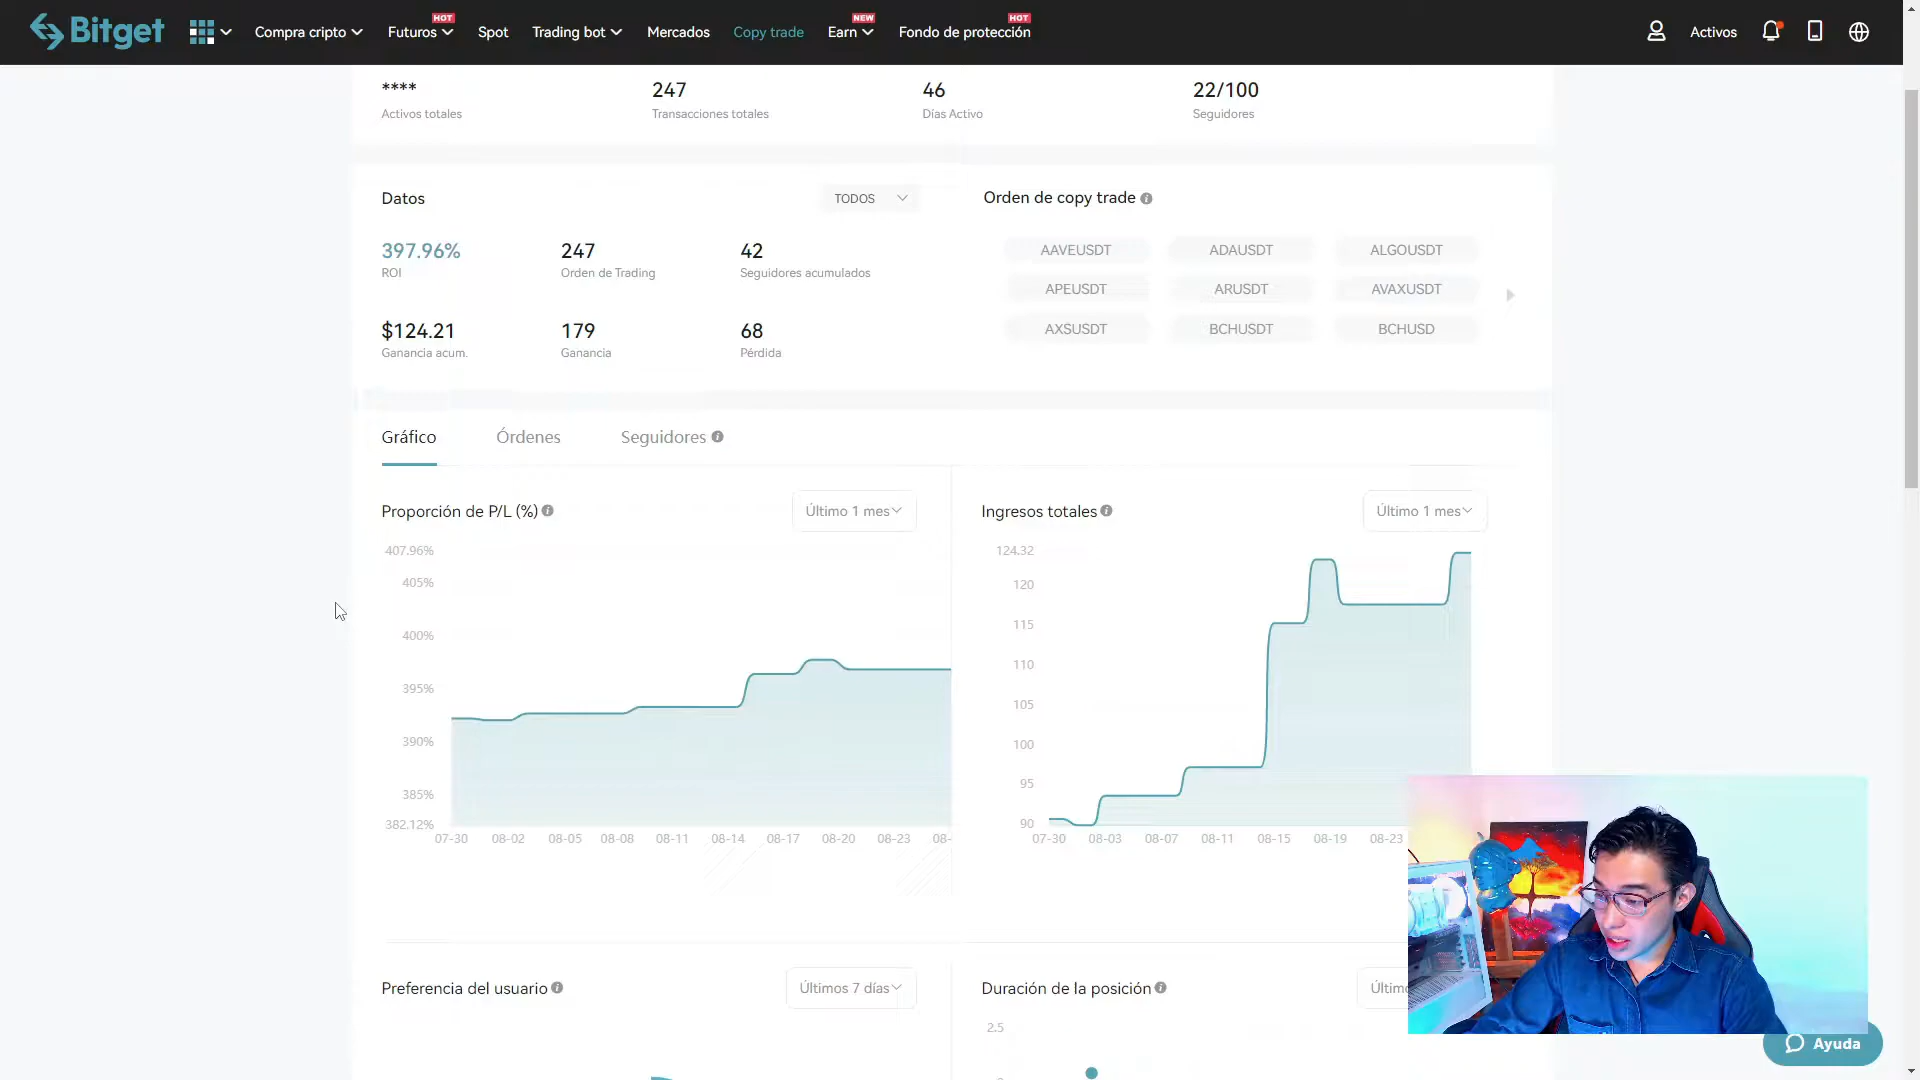 Bitget
Compra cripto
Futuros
HOT
Spot
Trading bot
Mercados
Copy trade
Earn
NEW
Fondo de protección
HOT
Activos
****
Activos totales
247
Transacciones totales
46
Días Activo
22/100
Seguidores
Datos
TODOS
397.96%
ROI
247
Orden de Trading
42
Seguidores acumulados
$124.21
Ganancia acum.
179
Ganancia
68
Pérdida
Orden de copy trade
AAVEUSDT ADAUSDT ALGOUSDT
APEUSDT ARUSDT AVAXUSDT
AXSUSDT BCHUSDT BCHUSD
Gráfico
Órdenes
Seguidores
Proporción de P/L (%)
Último 1 mes
407.96%
405%
400%
395%
390%
385%
382.12%
07-30 08-02 08-05 08-08 08-11 08-14 08-17 08-20 08-23 08-
Ingresos totales
Último 1 mes
124.32
120
115
110
105
100
95
90
07-30 08-03 08-07 08-11 08-15 08-19 08-23
Preferencia del usuario
Últimos 7 días
Duración de la posición
Último
2.5
Ayuda